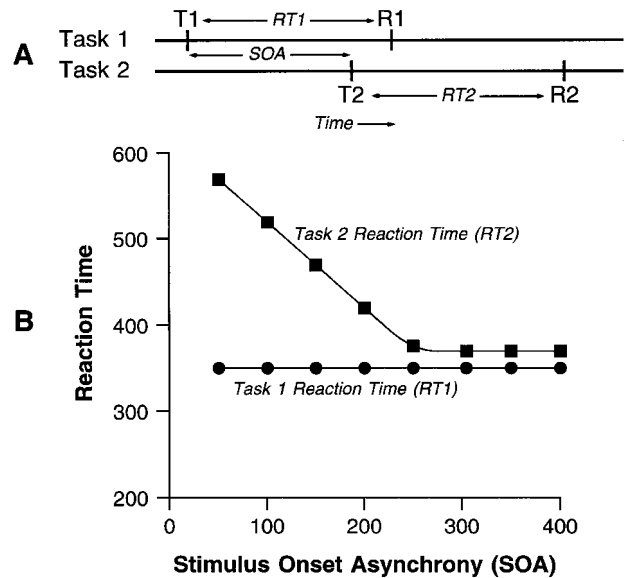 T1 RT1 R1
Task 1
A
SOA
Task 2
T2 RT2 R2
Time
600
500
Task 2 Reaction Time (RT2)
Reaction Time
B
400
Task 1 Reaction Time (RT1)
300
200
0 100 200 300 400
Stimulus Onset Asynchrony (SOA)